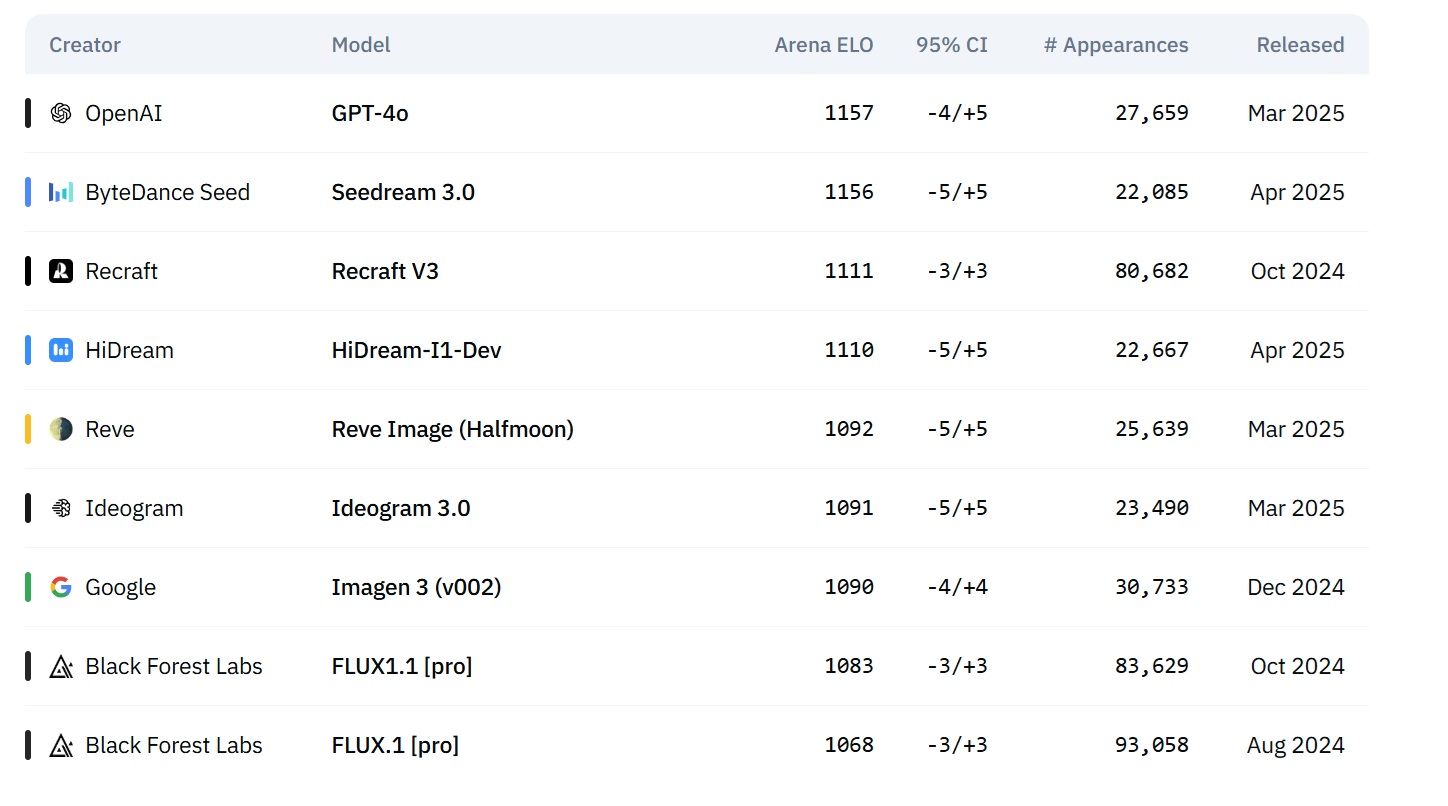 Creator Model Arena ELO 95% CI # Appearances Released
OpenAI GPT-4o 1157 -4/+5 27,659 Mar 2025
ByteDance Seed Seedream 3.0 1156 -5/+5 22,085 Apr 2025
Recraft Recraft V3 1111 -3/+3 80,682 Oct 2024
HiDream HiDream-I1-Dev 1110 -5/+5 22,667 Apr 2025
Reve Reve Image (Halfmoon) 1092 -5/+5 25,639 Mar 2025
Ideogram Ideogram 3.0 1091 -5/+5 23,490 Mar 2025
Google Imagen 3 (v002) 1090 -4/+4 30,733 Dec 2024
Black Forest Labs FLUX1.1 [pro] 1083 -3/+3 83,629 Oct 2024
Black Forest Labs FLUX.1 [pro] 1068 -3/+3 93,058 Aug 2024